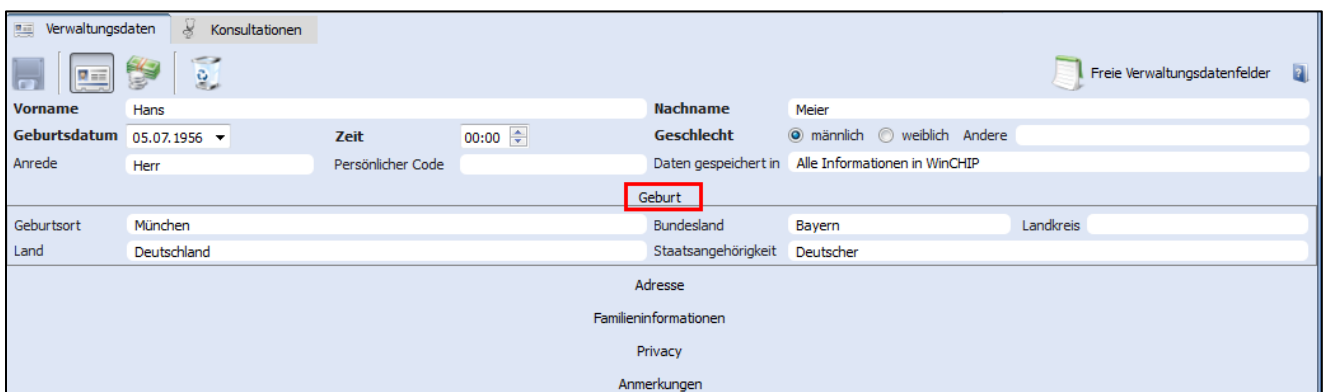 Verwaltungsdaten Konsultationen
Freie Verwaltungsdatenfelder
Vorname Hans Nachname Meier
Geburtsdatum 05.07.1956 Zeit 00:00 Geschlecht männlich weiblich Andere
Anrede Herr Persönlicher Code Daten gespeichert in Alle Informationen in WinCHIP
Geburt
Geburtsort München Bundesland Bayern Landkreis
Land Deutschland Staatsangehörigkeit Deutscher
Adresse
Familieninformationen
Privacy
Anmerkungen